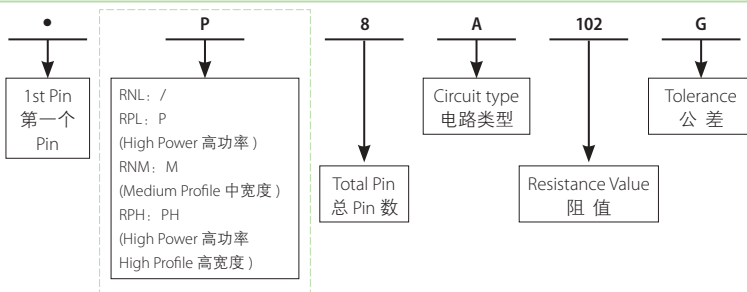 • P 8 A 102 G
1st Pin
第一个
Pin
RNL：/
RPL：P
(High Power 高功率 )
RNM：M
(Medium Profile 中宽度 )
RPH：PH
(High Power 高功率
High Profile 高宽度 )
Total Pin
总 Pin 数
Circuit type
电路类型
Resistance Value
阻 值
Tolerance
公 差